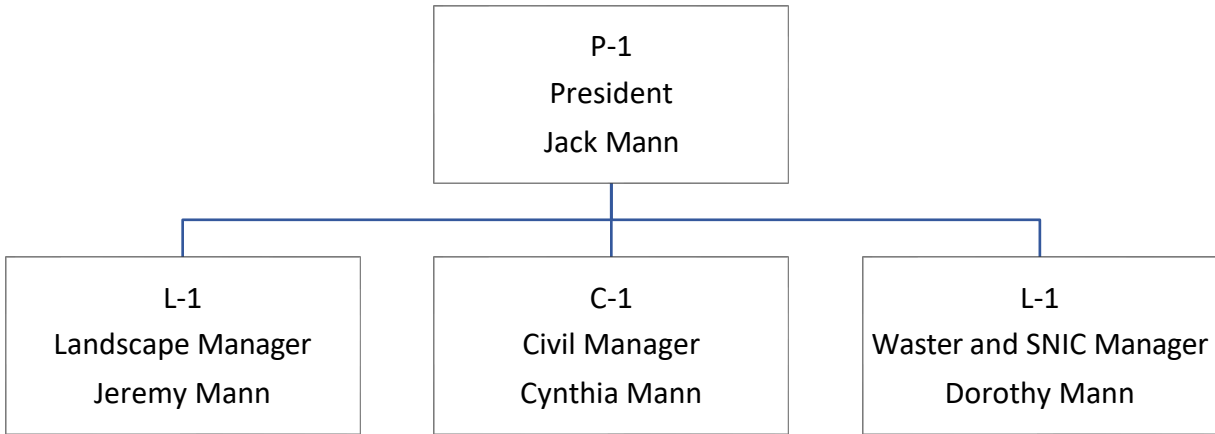 P-1
President
Jack Mann
L-1
Landscape Manager
Jeremy Mann
C-1
Civil Manager
Cynthia Mann
L-1
Waster and SNIC Manager
Dorothy Mann